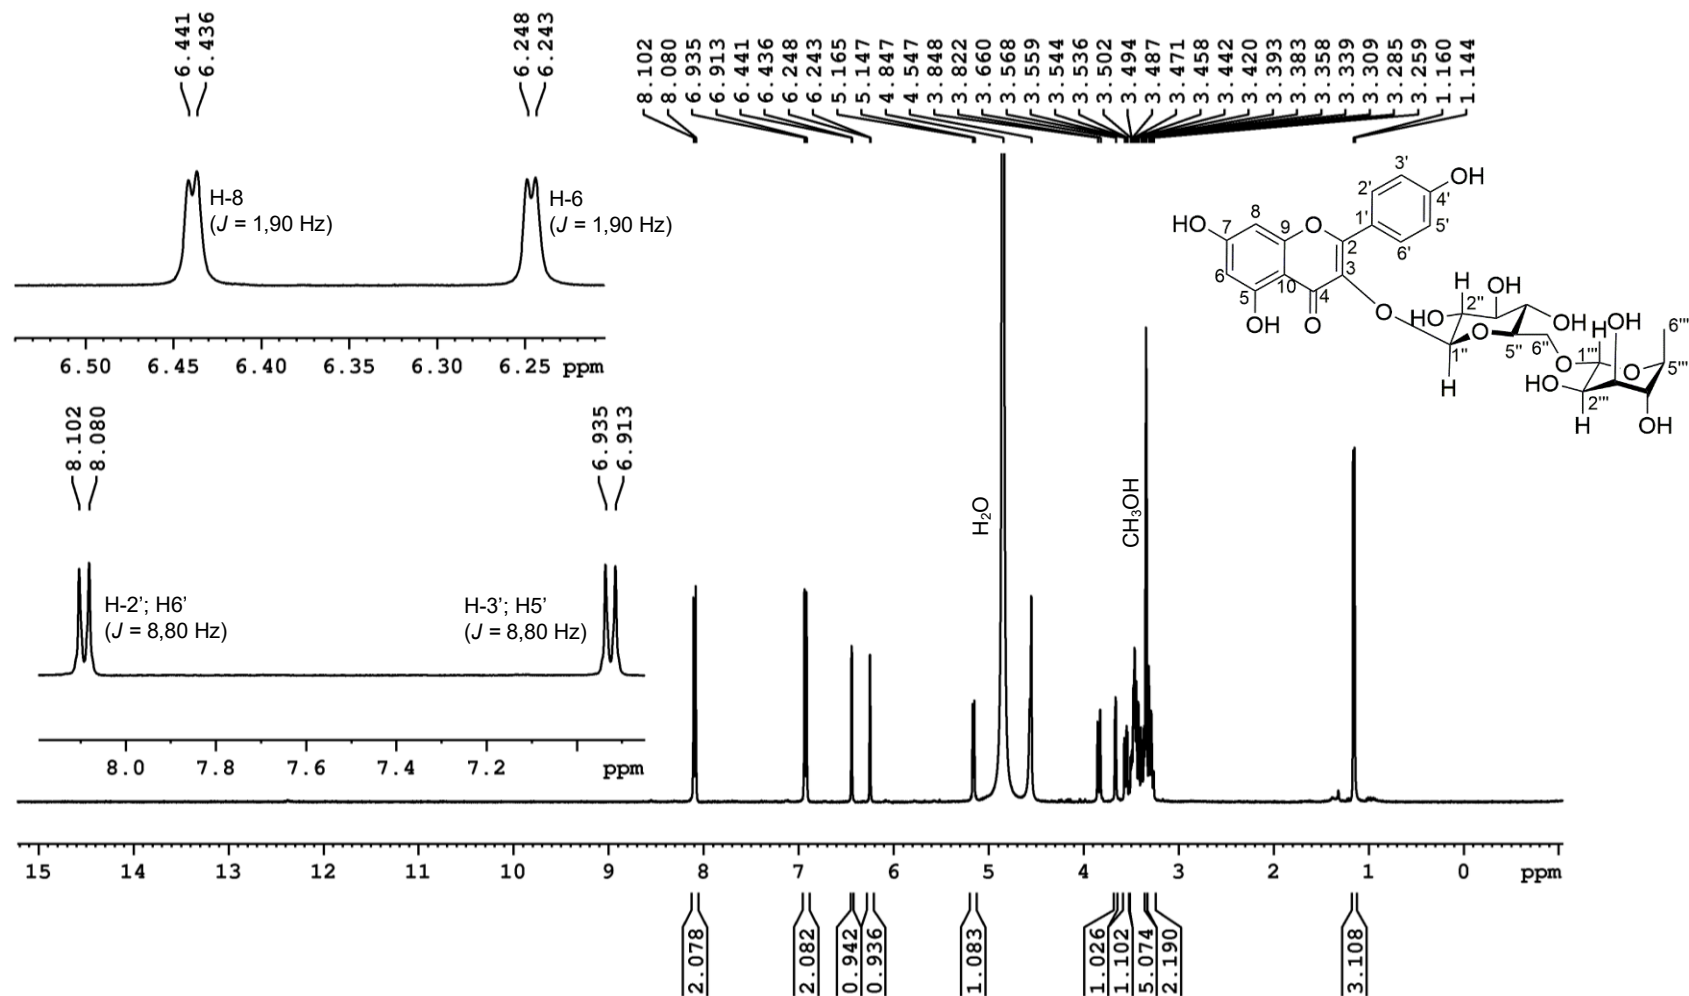 6.441
6.436
6.248
6.243
H-8
(J = 1,90 Hz)
H-6
(J = 1,90 Hz)
6.50 6.45 6.40 6.35 6.30 6.25 ppm
8.102
8.080
6.935
6.913
H-2'; H6'
(J = 8,80 Hz)
H-3'; H5'
(J = 8,80 Hz)
8.0 7.8 7.6 7.4 7.2 ppm
8.102
8.080
6.935
6.913
6.441
6.436
6.248
6.243
5.165
5.147
4.847
4.547
3.848
3.822
3.660
3.568
3.559
3.544
3.536
3.502
3.494
3.487
3.471
3.458
3.442
3.420
3.393
3.383
3.358
3.339
3.309
3.285
3.259
1.160
1.144
3'
OH
2'
4'
HO
8
1'
5'
7
9
O
2
6'
6
3
10
4
5
OH
O
O
H
2''
OH
HO
O
OH
1''
H
5''
6''
O
1'''
H
OH
6'''
O
5'''
HO
2'''
H
OH
H₂O
CH₃OH
15 14 13 12 11 10 9 8 7 6 5 4 3 2 1 0 ppm
2.078
2.082
0.942
0.936
1.083
1.026
1.102
5.074
2.190
3.108